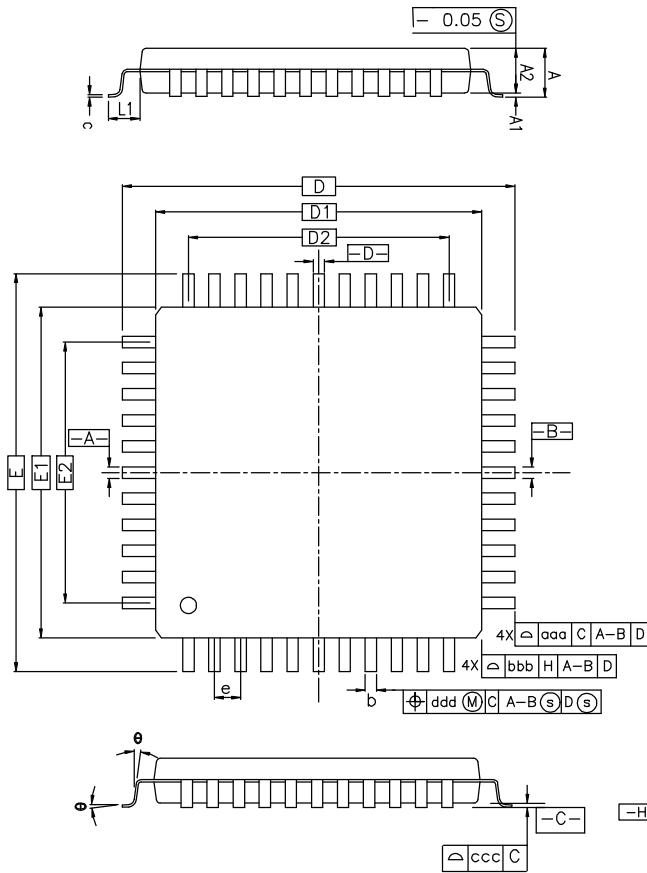 - 0.05 Ⓢ
A2
A
L1
c
A1
D
D1
D2
-D-
-A-
-B-
E
E1
E2
4X ⌓ aaa C A-B D
4X ⌓ bbb H A-B D
e
b
⌖ ddd Ⓜ C A-B ⓢ D ⓢ
θ
θ
-C-
-H
⌓ ccc C